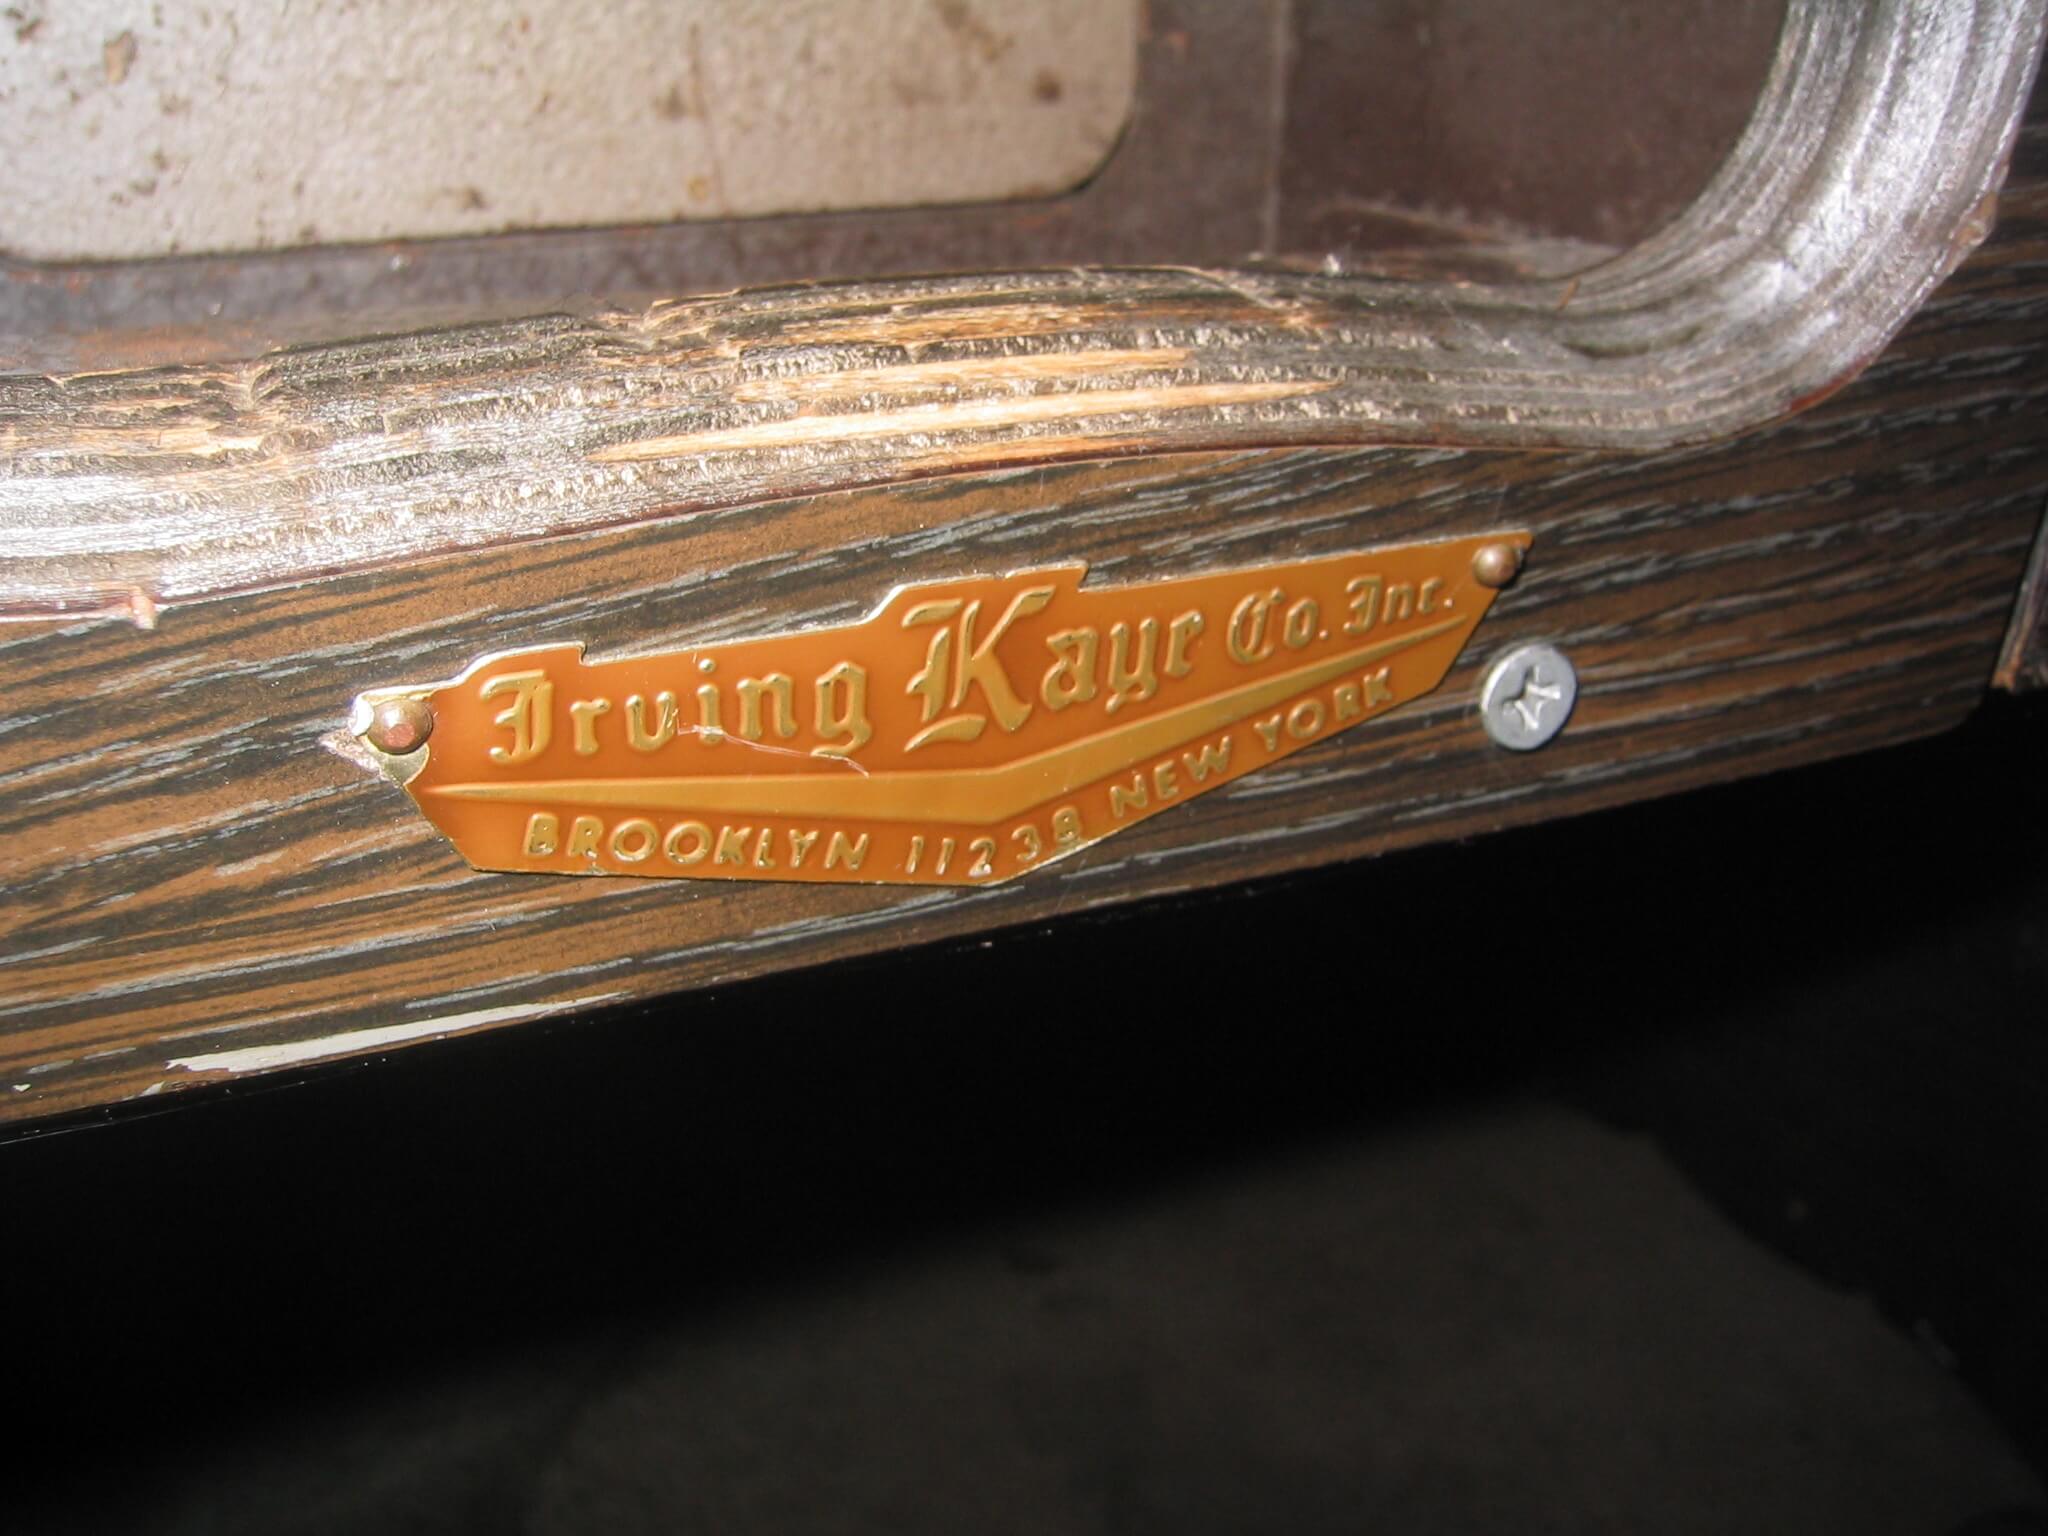 Irving Kaye Co. Inc.
BROOKLYN 11238 NEW YORK